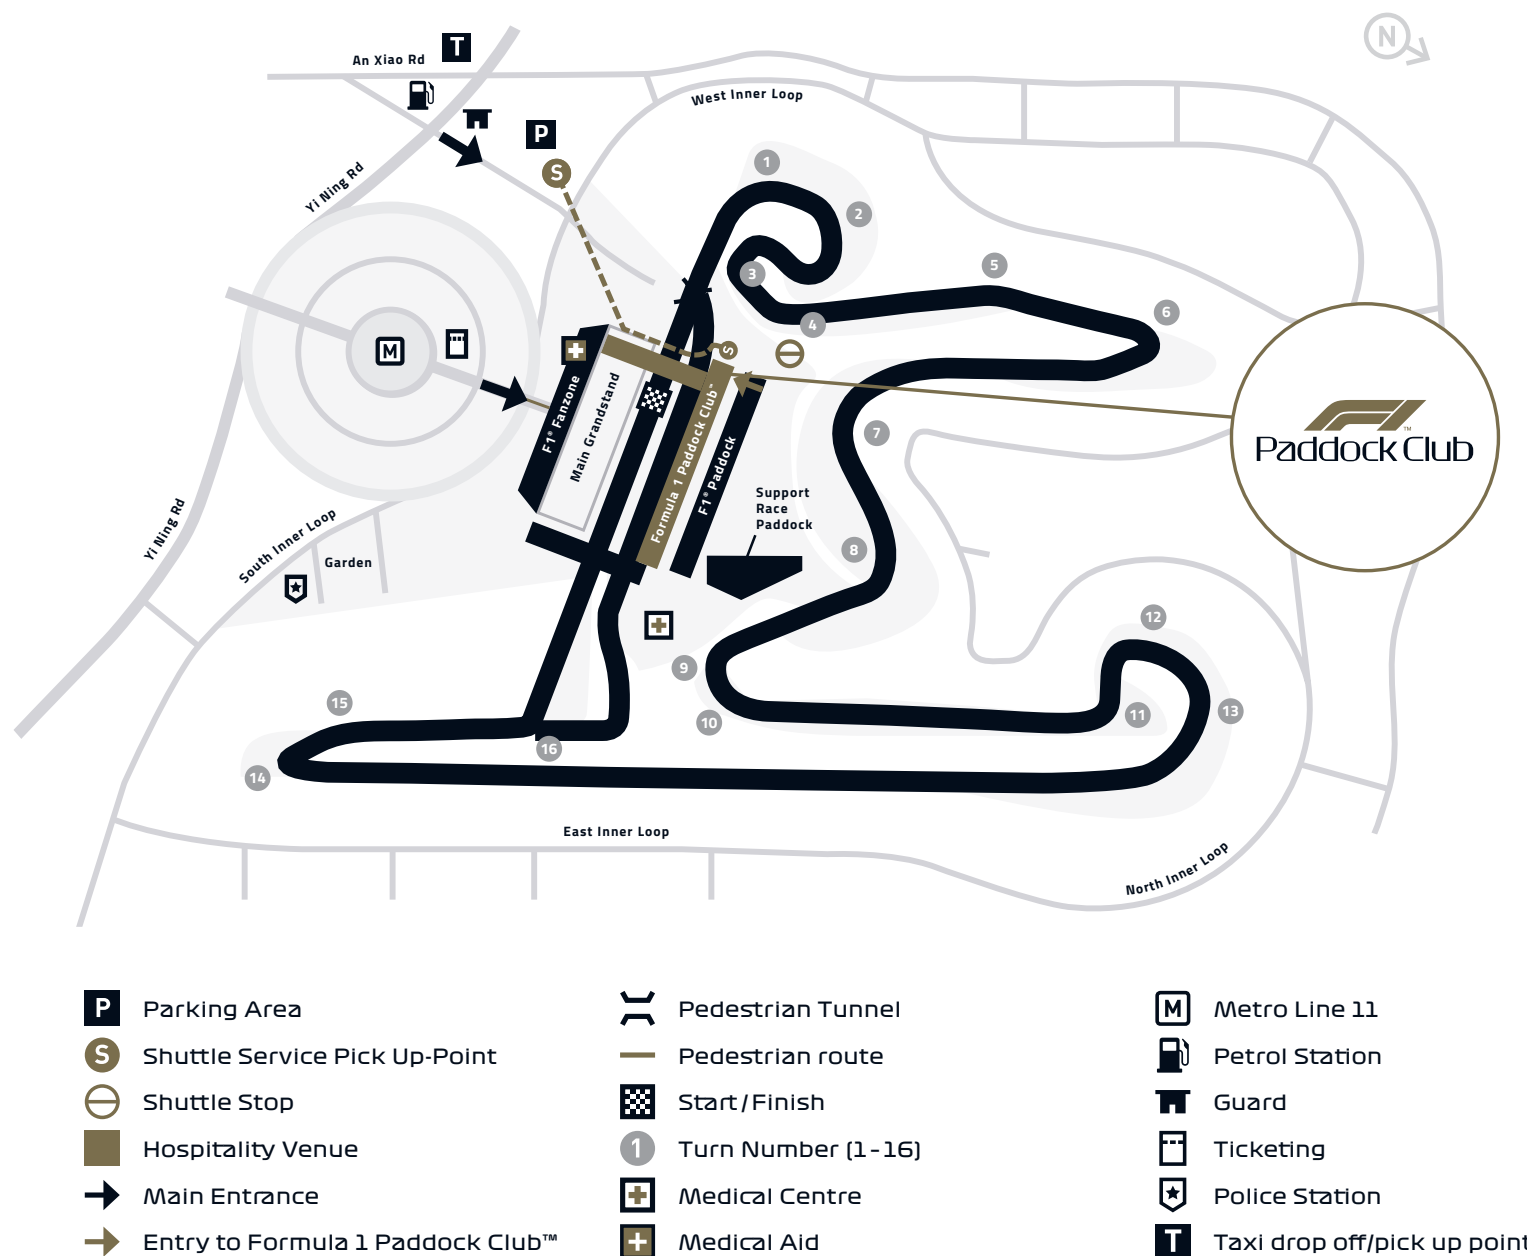 N
An Xiao Rd
T
West Inner Loop
P
S
Yi Ning Rd
1
2
3
4
5
6
M
S
F1® Fanzone
Main Grandstand
Formula 1 Paddock Club™
F1® Paddock
™
Paddock Club
7
Support
Race
Paddock
8
Yi Ning Rd
South Inner Loop
Garden
9
10
11
12
13
14
15
16
East Inner Loop
North Inner Loop
P Parking Area
S Shuttle Service Pick Up-Point
Shuttle Stop
Hospitality Venue
Main Entrance
Entry to Formula 1 Paddock Club™
Pedestrian Tunnel
Pedestrian route
Start/Finish
1 Turn Number (1-16)
Medical Centre
Medical Aid
M Metro Line 11
Petrol Station
Guard
Ticketing
Police Station
T Taxi drop off/pick up point